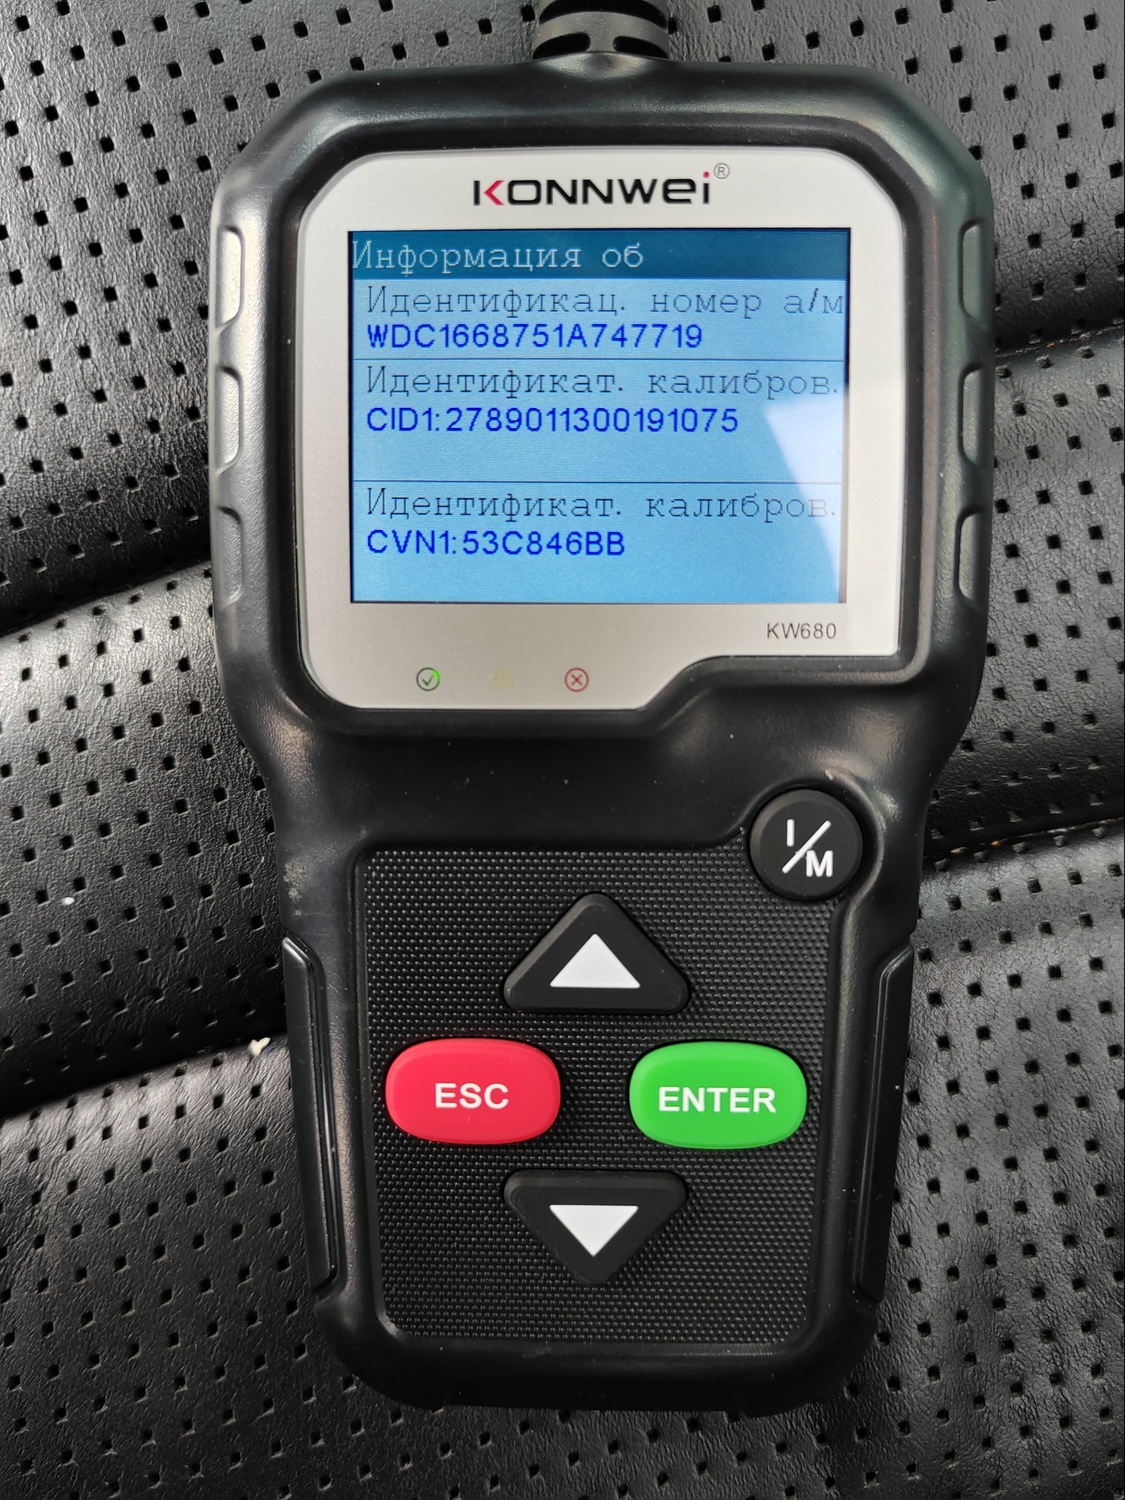 KONNWEI®
Информация об
Идентификац. номер а/м
WDC1668751A747719
Идентификат. калибров.
CID1:2789011300191075
Идентификат. калибров.
CVN1:53C846BB
KW680
I/M
ESC
ENTER